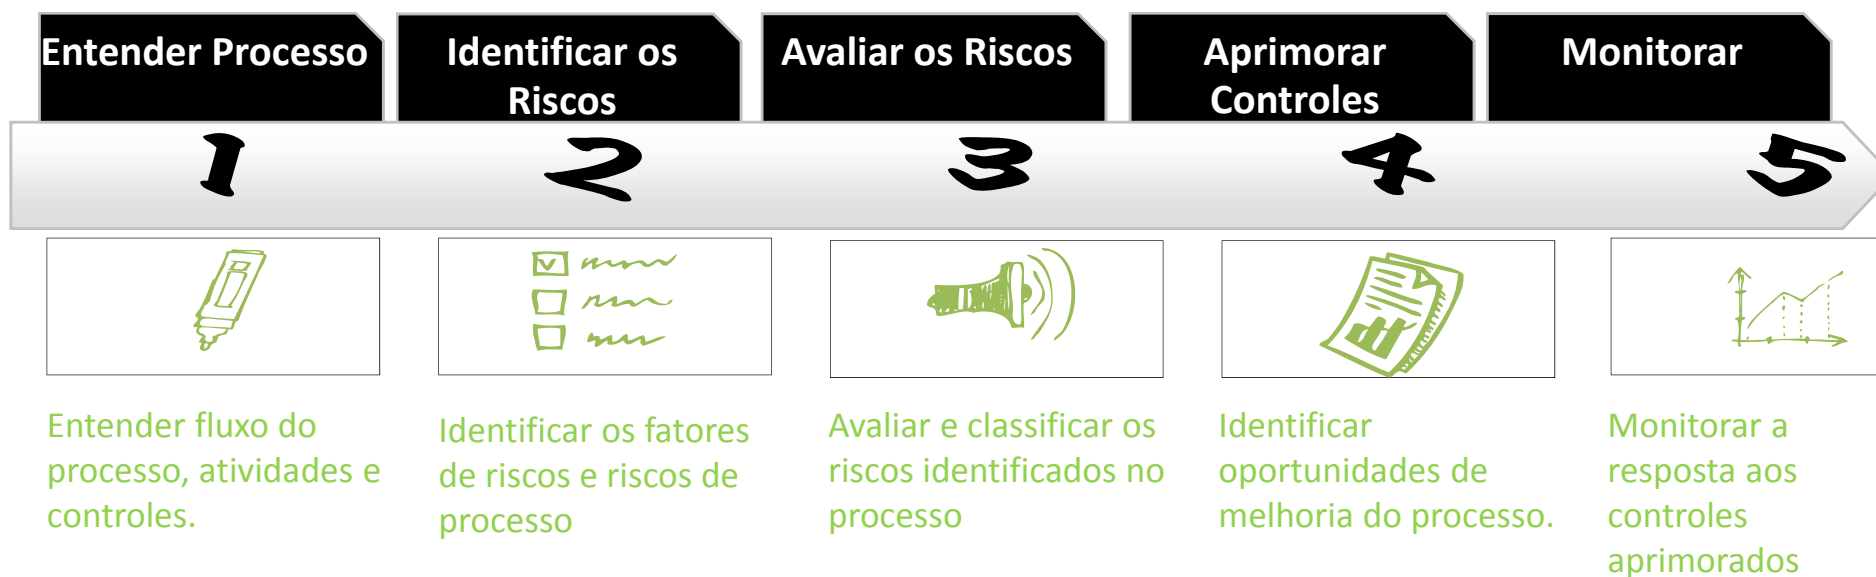 Entender Processo
Identificar os
Riscos
Avaliar os Riscos
Aprimorar
Controles
Monitorar
1
2
3
4
5
Entender fluxo do
processo, atividades e
controles.
Identificar os fatores
de riscos e riscos de
processo
Avaliar e classificar os
riscos identificados no
processo
Identificar
oportunidades de
melhoria do processo.
Monitorar a
resposta aos
controles
aprimorados